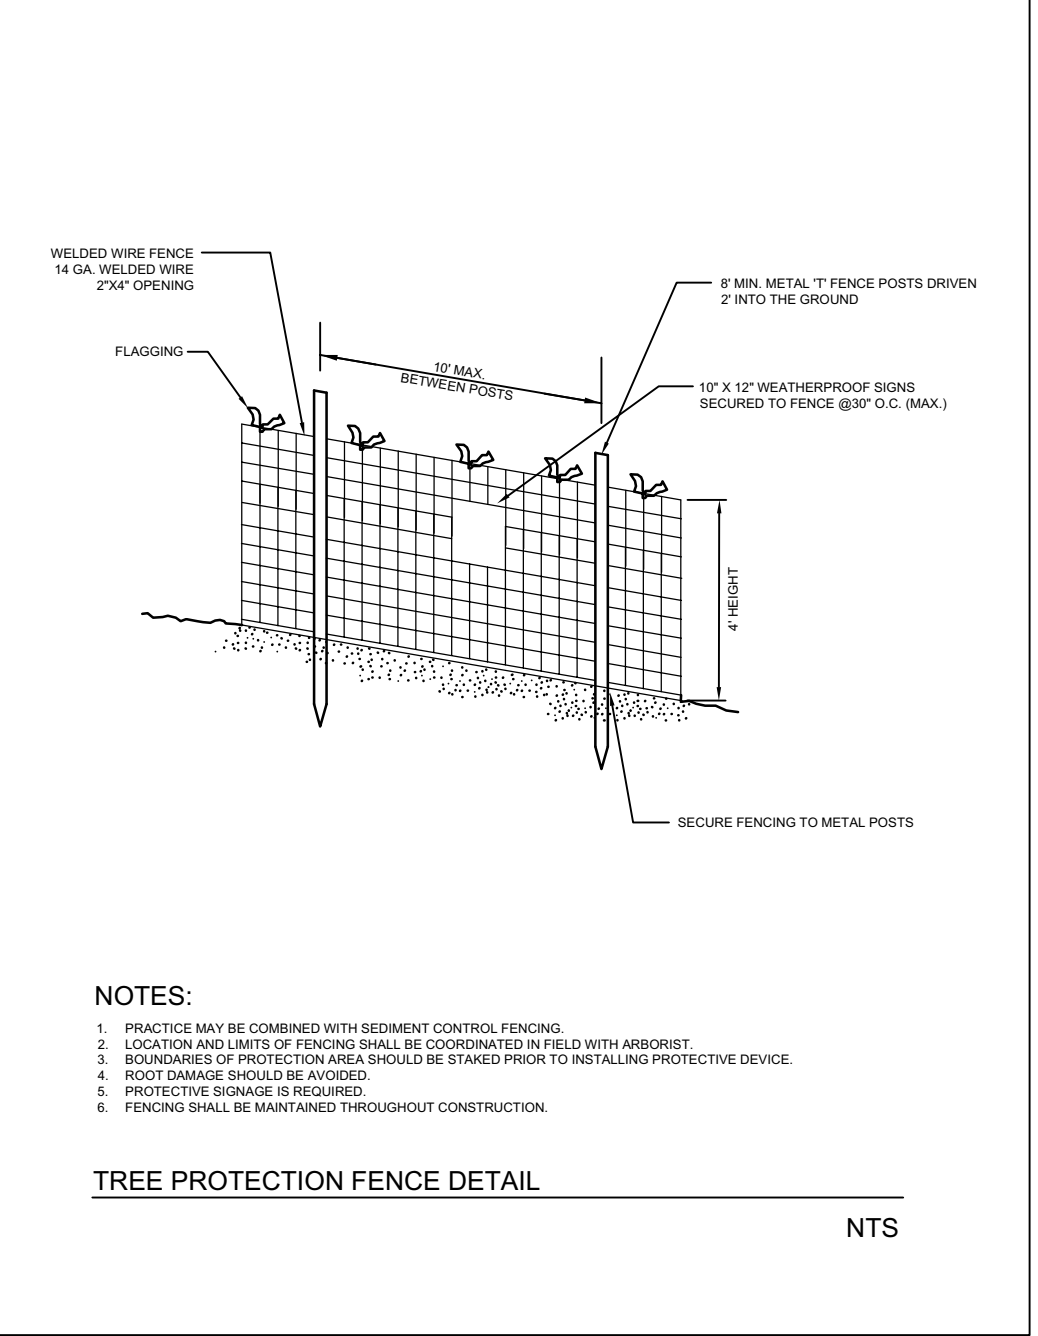 WELDED WIRE FENCE
14 GA. WELDED WIRE
2"X4" OPENING
8' MIN. METAL 'T' FENCE POSTS DRIVEN
2' INTO THE GROUND
FLAGGING
10' MAX.
BETWEEN POSTS
10" X 12" WEATHERPROOF SIGNS
SECURED TO FENCE @30" O.C. (MAX.)
4' HEIGHT
SECURE FENCING TO METAL POSTS
NOTES:
1. PRACTICE MAY BE COMBINED WITH SEDIMENT CONTROL FENCING.
2. LOCATION AND LIMITS OF FENCING SHALL BE COORDINATED IN FIELD WITH ARBORIST.
3. BOUNDARIES OF PROTECTION AREA SHOULD BE STAKED PRIOR TO INSTALLING PROTECTIVE DEVICE.
4. ROOT DAMAGE SHOULD BE AVOIDED.
5. PROTECTIVE SIGNAGE IS REQUIRED.
6. FENCING SHALL BE MAINTAINED THROUGHOUT CONSTRUCTION.
TREE PROTECTION FENCE DETAIL
NTS